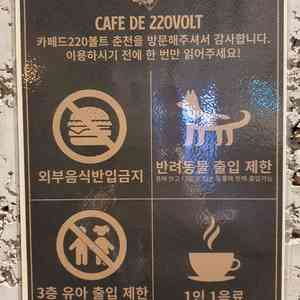 CAFE DE 220VOLT
카페드220볼트 춘천을 방문해주셔서 감사합니다.
이용하시기 전에 한 번만 읽어주세요!
외부음식반입금지
반려동물 출입 제한
3층 유아 출입 제한
1인 1음료